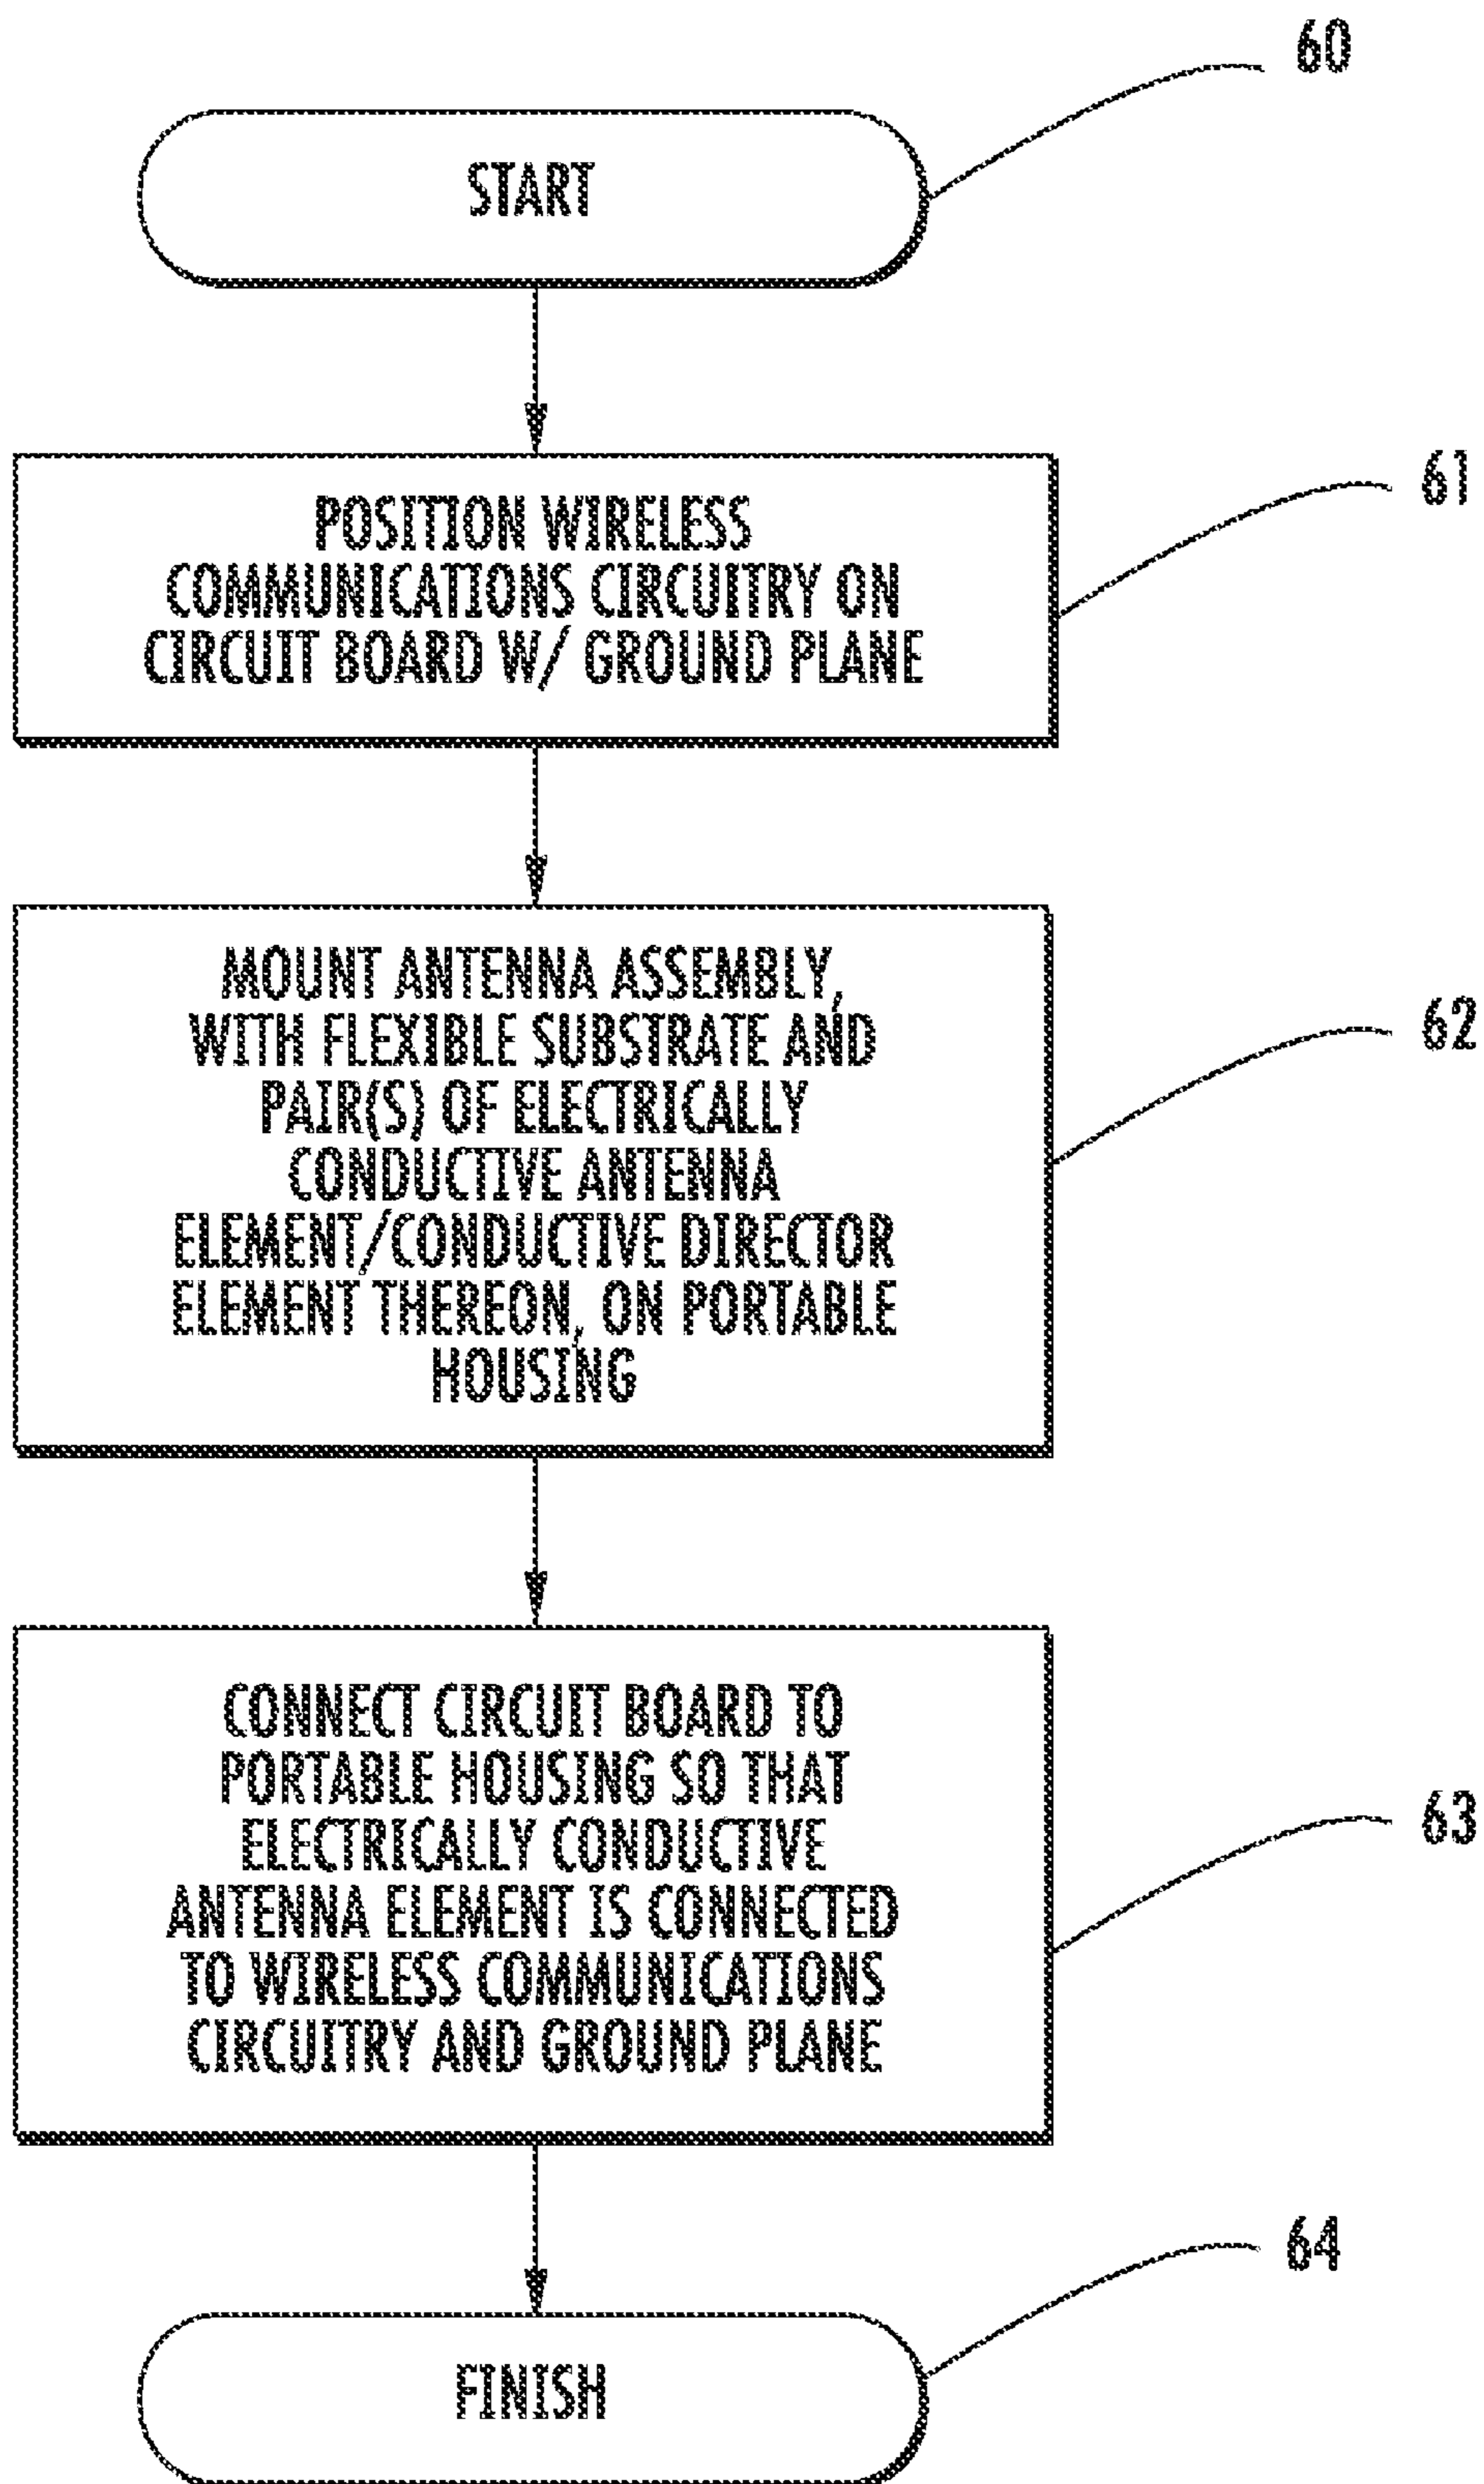 60
START
61
POSITION WIRELESS
COMMUNICATIONS CIRCUITRY ON
CIRCUIT BOARD W/ GROUND PLANE
62
MOUNT ANTENNA ASSEMBLY,
WITH FLEXIBLE SUBSTRATE AND
PAIR(S) OF ELECTRICALLY
CONDUCTIVE ANTENNA
ELEMENT/CONDUCTIVE DIRECTOR
ELEMENT THEREON, ON PORTABLE
HOUSING
63
CONNECT CIRCUIT BOARD TO
PORTABLE HOUSING SO THAT
ELECTRICALLY CONDUCTIVE
ANTENNA ELEMENT IS CONNECTED
TO WIRELESS COMMUNICATIONS
CIRCUITRY AND GROUND PLANE
64
FINISH